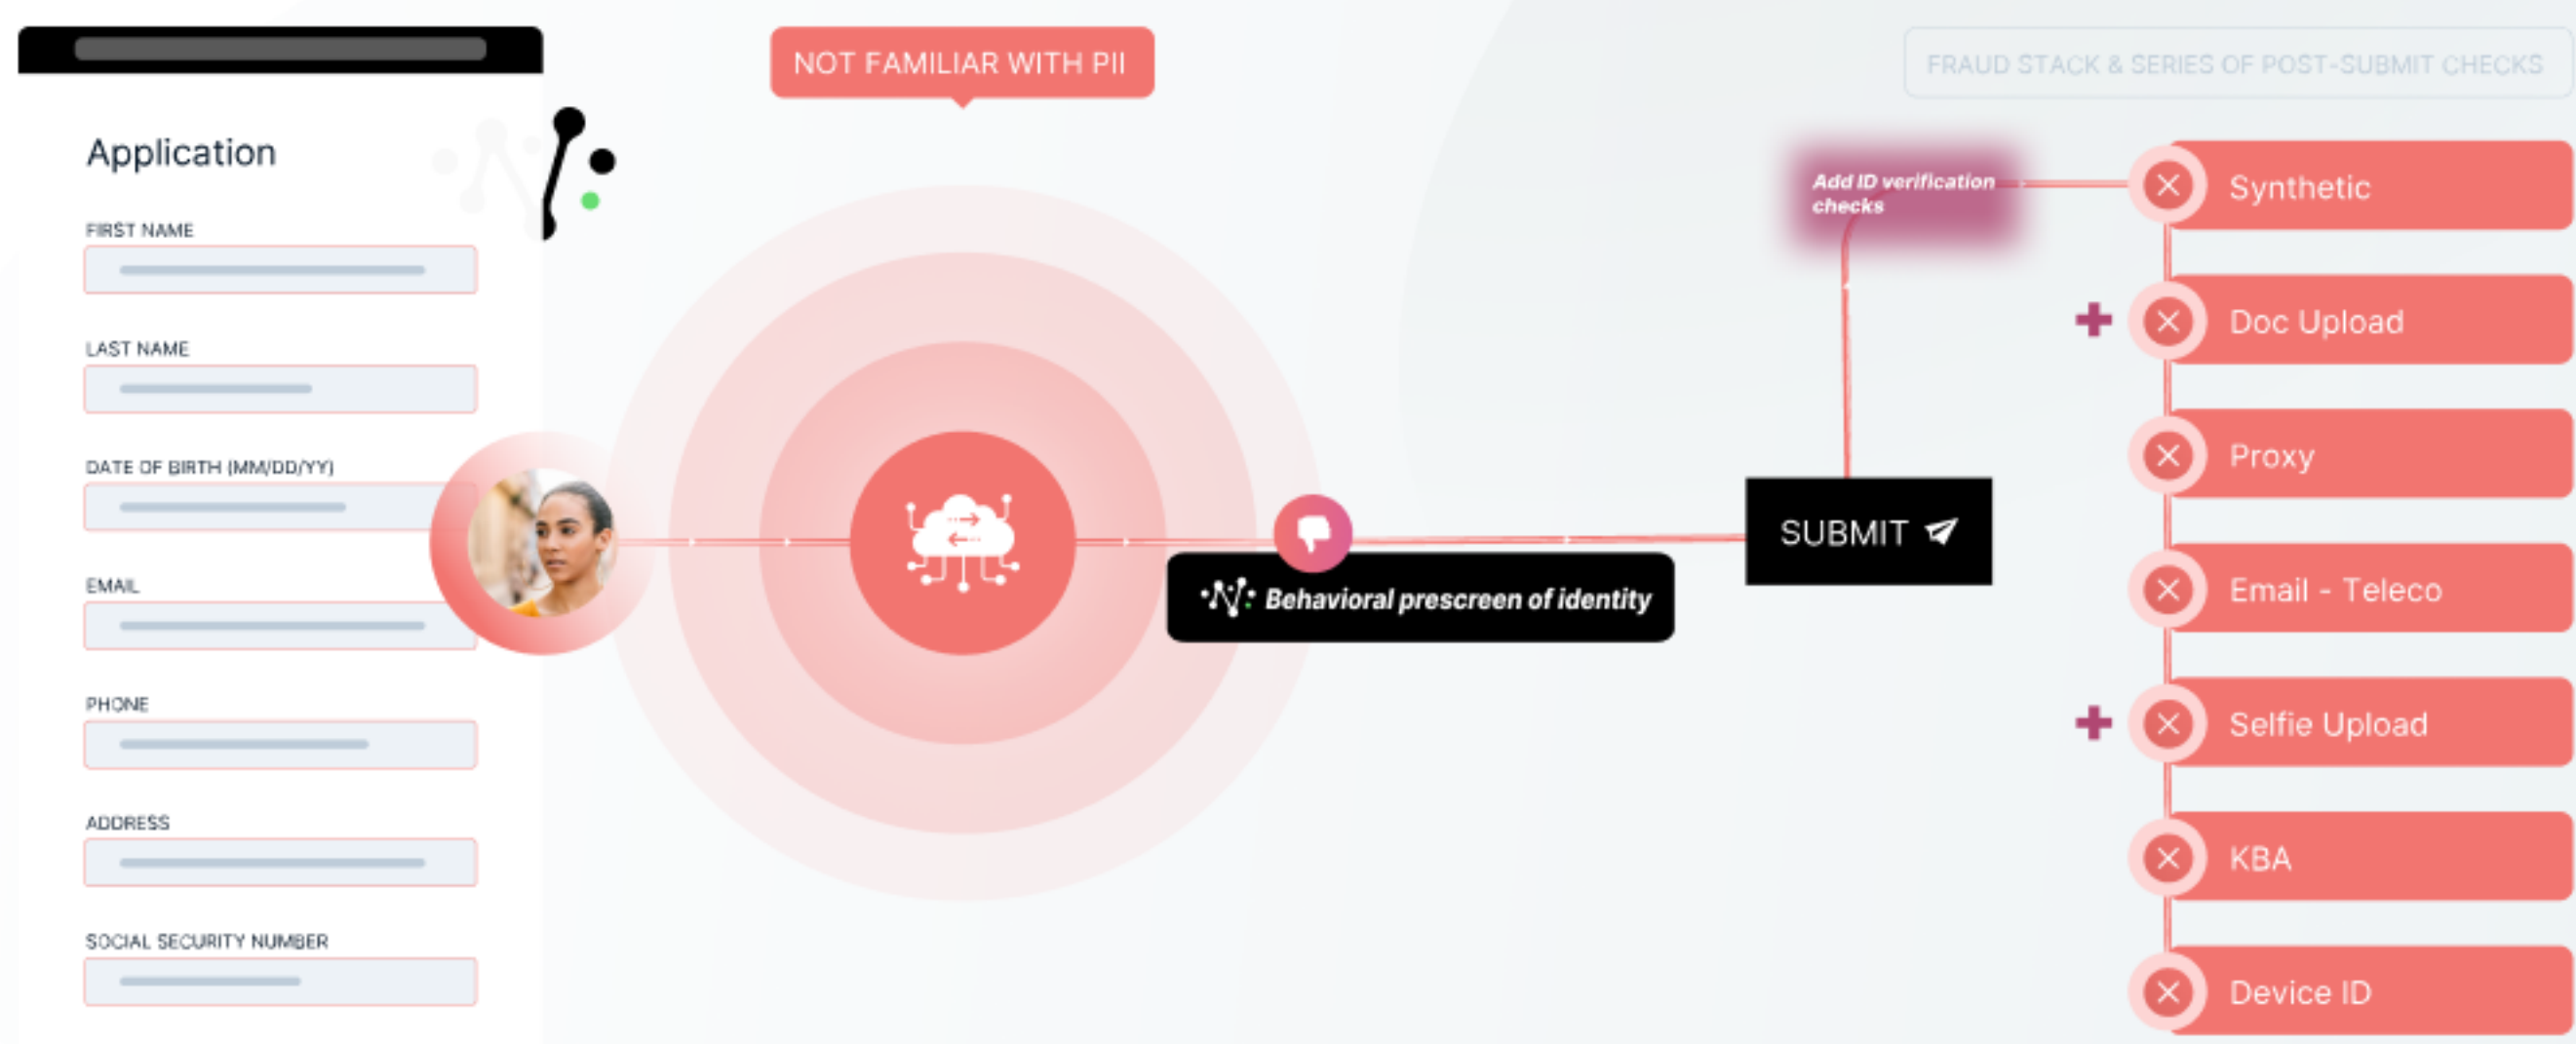 Application
FIRST NAME
LAST NAME
DATE OF BIRTH (MM/DD/YY)
EMAIL
PHONE
ADDRESS
SOCIAL SECURITY NUMBER
NOT FAMILIAR WITH PII
Behavioral prescreen of identity
SUBMIT
Add ID verification
checks
FRAUD STACK & SERIES OF POST-SUBMIT CHECKS
Synthetic
Doc Upload
Proxy
Email - Teleco
Selfie Upload
KBA
Device ID